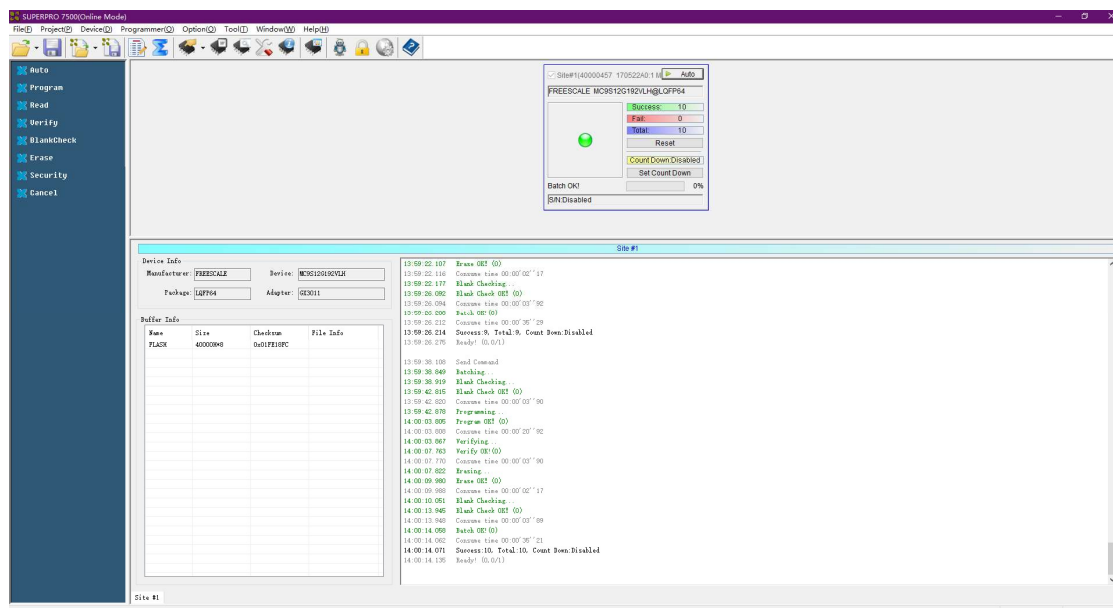 SUPERPRO 7500(Online Mode)
File(F) Project(P) Device(D) Programmer(Q) Option(O) Tool(T) Window(W) Help(H)
Auto
Program
Read
Verify
BlankCheck
Erase
Security
Cancel
Site#1(40000457 170522A0:1 M
Auto
FREESCALE MC9S12G192VLH@LQFP64
Success: 10
Fail: 0
Total: 10
Reset
Count Down:Disabled
Set Count Down
Batch OK! 0%
S/N:Disabled
Site #1
Device Info
Manufacturer: FREESCALE Device: MC9S12G192VLH
Package: LQFP64 Adapter: GX3011
Buffer Info
Name Size Checksum File Info
FLASH 40000H*8 0x01FE18FC
13:59:22.107 Erase OK! (0)
13:59:22.116 Consume time 00:00'02''17
13:59:22.177 Blank Checking...
13:59:26.092 Blank Check OK! (0)
13:59:26.094 Consume time 00:00'03''92
13:59:26.208 Batch OK!(0)
13:59:26.212 Consume time 00:00'35''29
13:59:26.214 Success:9, Total:9, Count Down:Disabled
13:59:26.275 Ready! (0,0/1)
13:59:38.108 Send Command
13:59:38.849 Batching...
13:59:38.919 Blank Checking...
13:59:42.815 Blank Check OK! (0)
13:59:42.820 Consume time 00:00'03''90
13:59:42.878 Programming...
14:00:03.805 Program OK! (0)
14:00:03.808 Consume time 00:00'20''92
14:00:03.867 Verifying...
14:00:07.763 Verify OK!(0)
14:00:07.770 Consume time 00:00'03''90
14:00:07.822 Erasing...
14:00:09.980 Erase OK! (0)
14:00:09.988 Consume time 00:00'02''17
14:00:10.051 Blank Checking...
14:00:13.945 Blank Check OK! (0)
14:00:13.948 Consume time 00:00'03''89
14:00:14.058 Batch OK!(0)
14:00:14.062 Consume time 00:00'35''21
14:00:14.071 Success:10, Total:10, Count Down:Disabled
14:00:14.135 Ready! (0,0/1)
Site #1